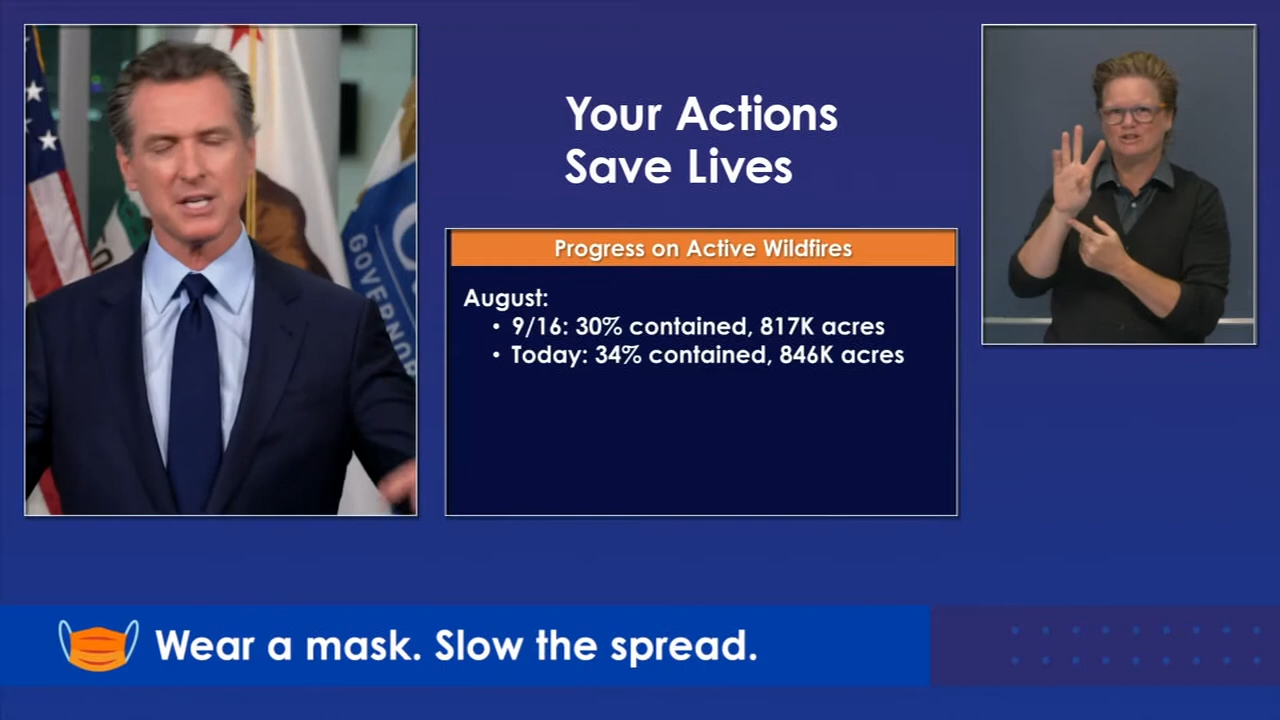 Your Actions
Save Lives
Progress on Active Wildfires
August:
• 9/16: 30% contained, 817K acres
• Today: 34% contained, 846K acres
GOVERNOR
Wear a mask. Slow the spread.